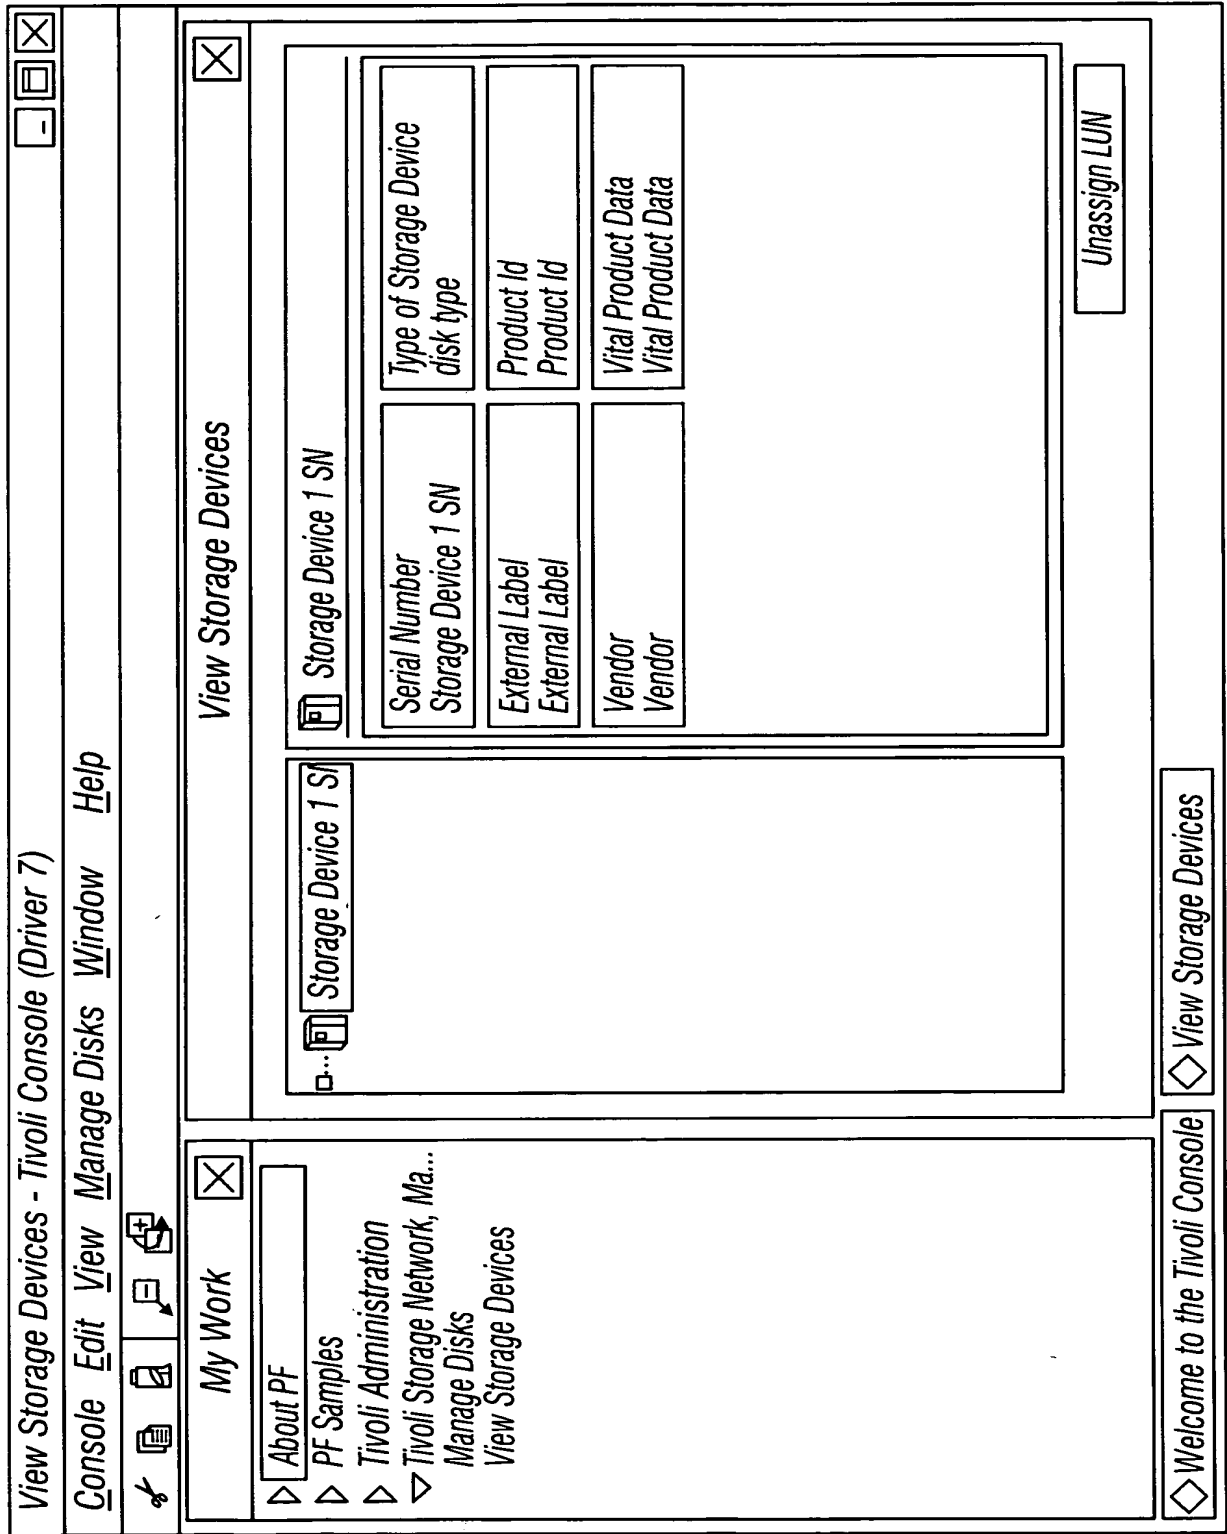 View Storage Devices - Tivoli Console (Driver 7)
Console Edit View Manage Disks Window Help
My Work
About PF
PF Samples
Tivoli Administration
Tivoli Storage Network, Ma...
Manage Disks
View Storage Devices
View Storage Devices
Storage Device 1 SN
Storage Device 1 SN
Serial Number
Storage Device 1 SN
Type of Storage Device
disk type
External Label
External Label
Product Id
Product Id
Vendor
Vendor
Vital Product Data
Vital Product Data
Unassign LUN
Welcome to the Tivoli Console
View Storage Devices